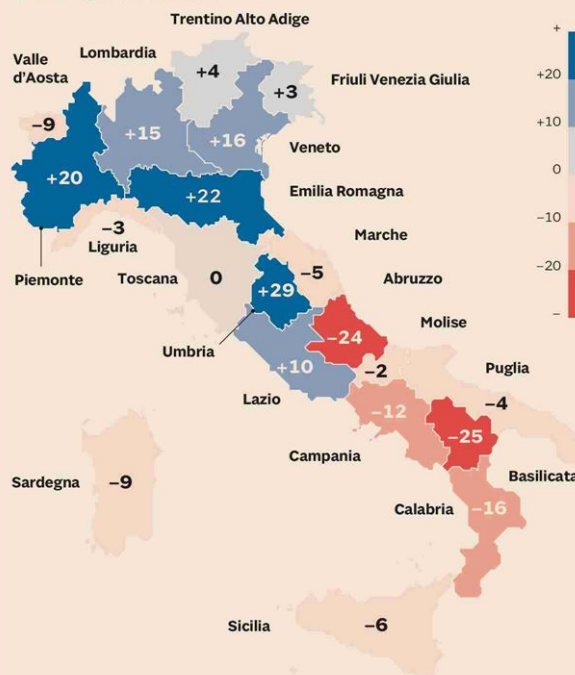 Trentino Alto Adige
+
Lombardia
Valle
d'Aosta
+4
+20
Friuli Venezia Giulia
+3
–9
+15
+16
+10
Veneto
+20
0
Emilia Romagna
+22
–10
–3
Marche
Liguria
–20
Piemonte
Toscana
0
–5
Abruzzo
+29
–
Molise
–24
Umbria
+10
–2
Puglia
Lazio
–4
–12
–25
Campania
Basilicata
Sardegna
–9
Calabria
–16
Sicilia
–6